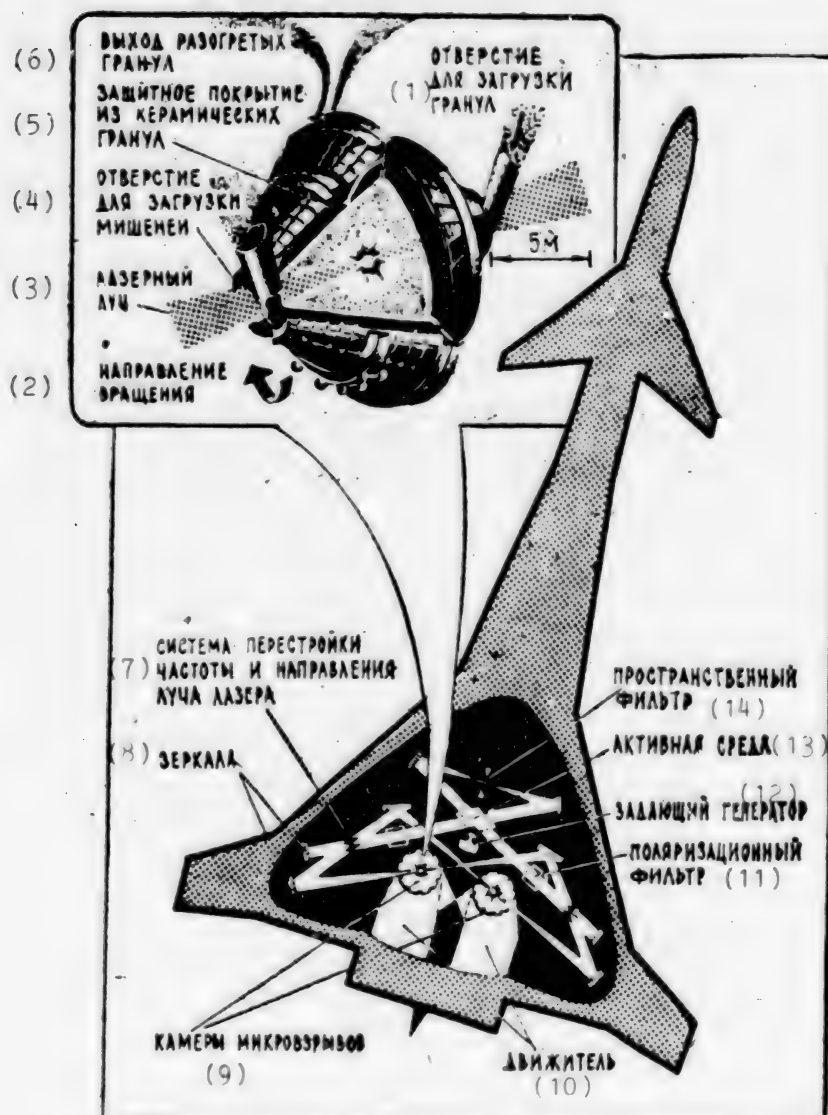 (6) ВЫХОД РАЗОГРЕТЫХ
ГРАНУЛ
(5) ЗАЩИТНОЕ ПОКРЫТИЕ
ИЗ КЕРАМИЧЕСКИХ
ГРАНУЛ
(4) ОТВЕРСТИЕ
ДЛЯ ЗАГРУЗКИ
МИШЕНЕЙ
(3) ЛАЗЕРНЫЙ
ЛУЧ
(2) НАПРАВЛЕНИЕ
ВРАЩЕНИЯ
ОТВЕРСТИЕ
(1) ДЛЯ ЗАГРУЗКИ
ГРАНУЛ
5М
(7) СИСТЕМА ПЕРЕСТРОЙКИ
ЧАСТОТЫ И НАПРАВЛЕНИЯ
ЛУЧА ЛАЗЕРА
(8) ЗЕРКАЛА
ПРОСТРАНСТВЕННЫЙ
ФИЛЬТР (14)
АКТИВНАЯ СРЕДА (13)
(12)
ЗАДАЮЩИЙ ГЕНЕРАТОР
ПОЛЯРИЗАЦИОННЫЙ
ФИЛЬТР (11)
КАМЕРЫ МИКРОВЗРЫВОВ
(9)
ДВИЖИТЕЛЬ
(10)